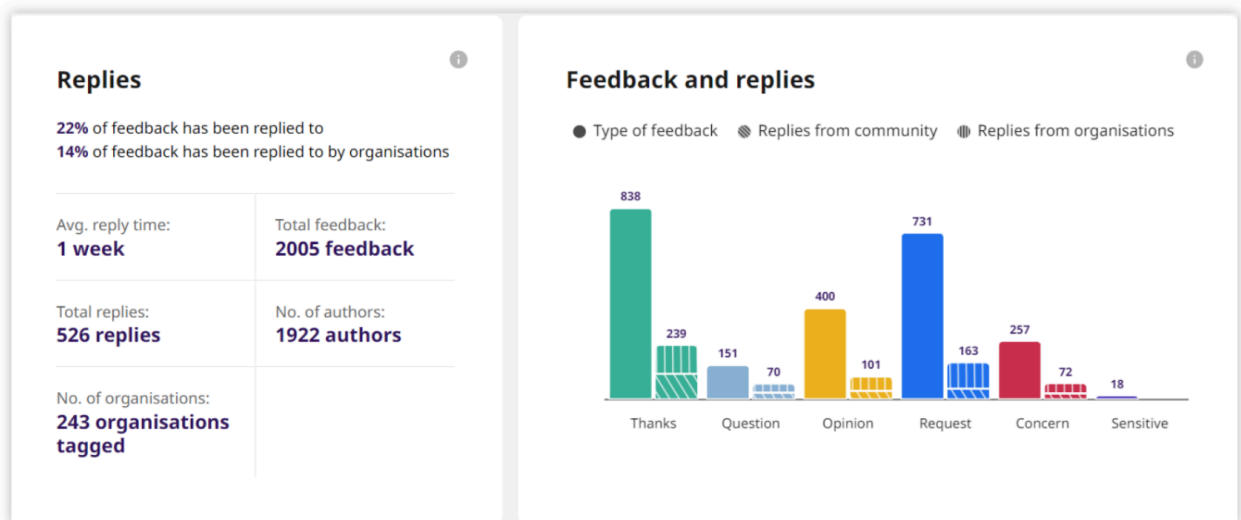 Replies
22% of feedback has been replied to
14% of feedback has been replied to by organisations
Avg. reply time:
1 week
Total feedback:
2005 feedback
Total replies:
526 replies
No. of authors:
1922 authors
No. of organisations:
243 organisations
tagged
Feedback and replies
Type of feedback
Replies from community
Replies from organisations
838
239
151
70
400
101
731
163
257
72
18
Thanks
Question
Opinion
Request
Concern
Sensitive